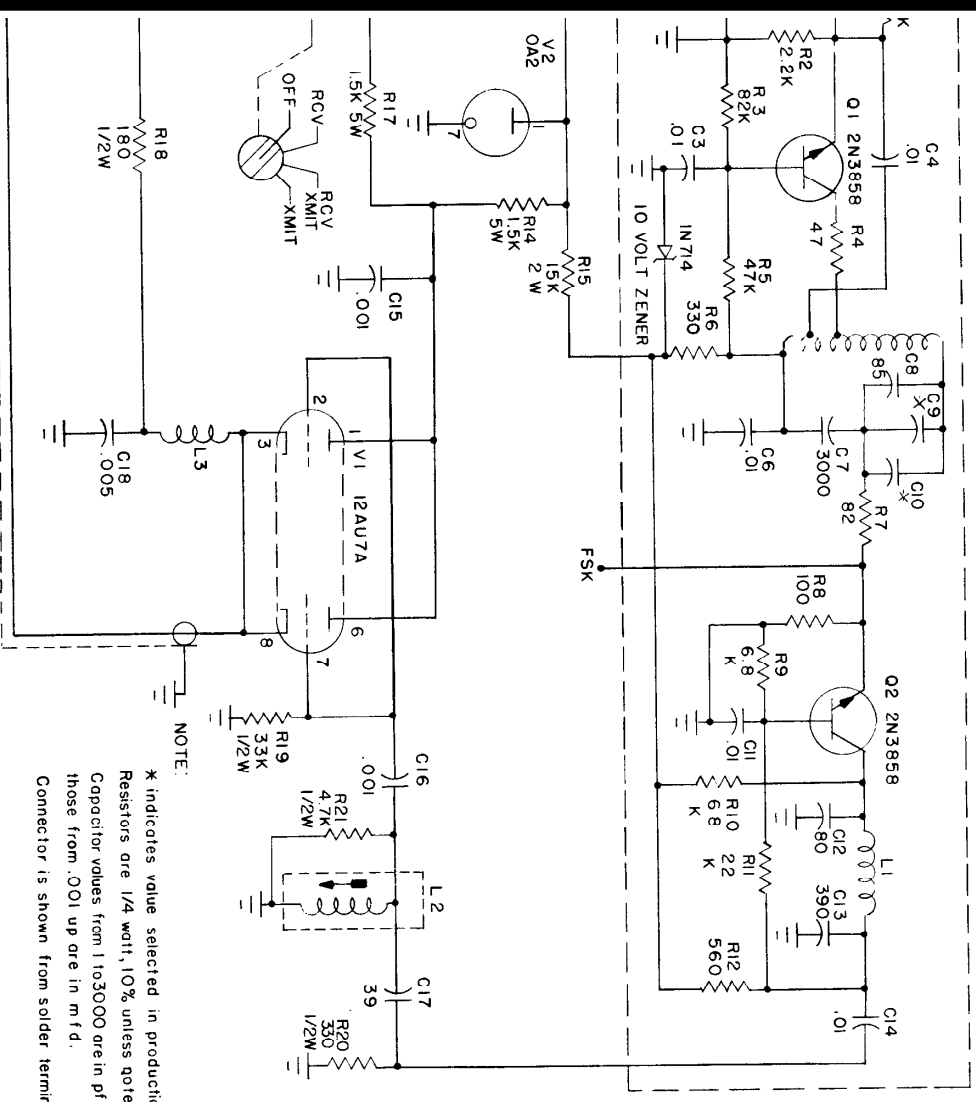 K
R2
2.2K
C4
.01
R3
82K
Q1 2N3858
C3
.01
R4
47
1N714
10 VOLT ZENER
R5
47K
R6
330
C8
85
C9
*
C10
*
C7
3000
C6
.01
R7
82
FSK
R8
100
R9
6.8
K
Q2 2N3858
C11
.01
R10
6 8
K
R11
22
K
C12
80
L1
C13
390
R12
560
C14
.01
V2
OA2
1
7
R17
1.5K 5W
R14
1.5K
5W
R15
15K
2 W
OFF
RCV
RCV
XMIT
XMIT
R18
180
1/2W
C15
.001
2
1
3
V1 12AU7A
6
8
7
L3
C18
.005
NOTE:
R19
33K
1/2W
C16
.001
R21
4.7K
1/2W
L2
C17
39
R20
330
1/2W
* indicates value selected in
Resistors are 1/4 watt, 10% unless
Capacitor values from 1 to 3000 are in pf
those from .001 up are in mfd.
Connector is shown from solder